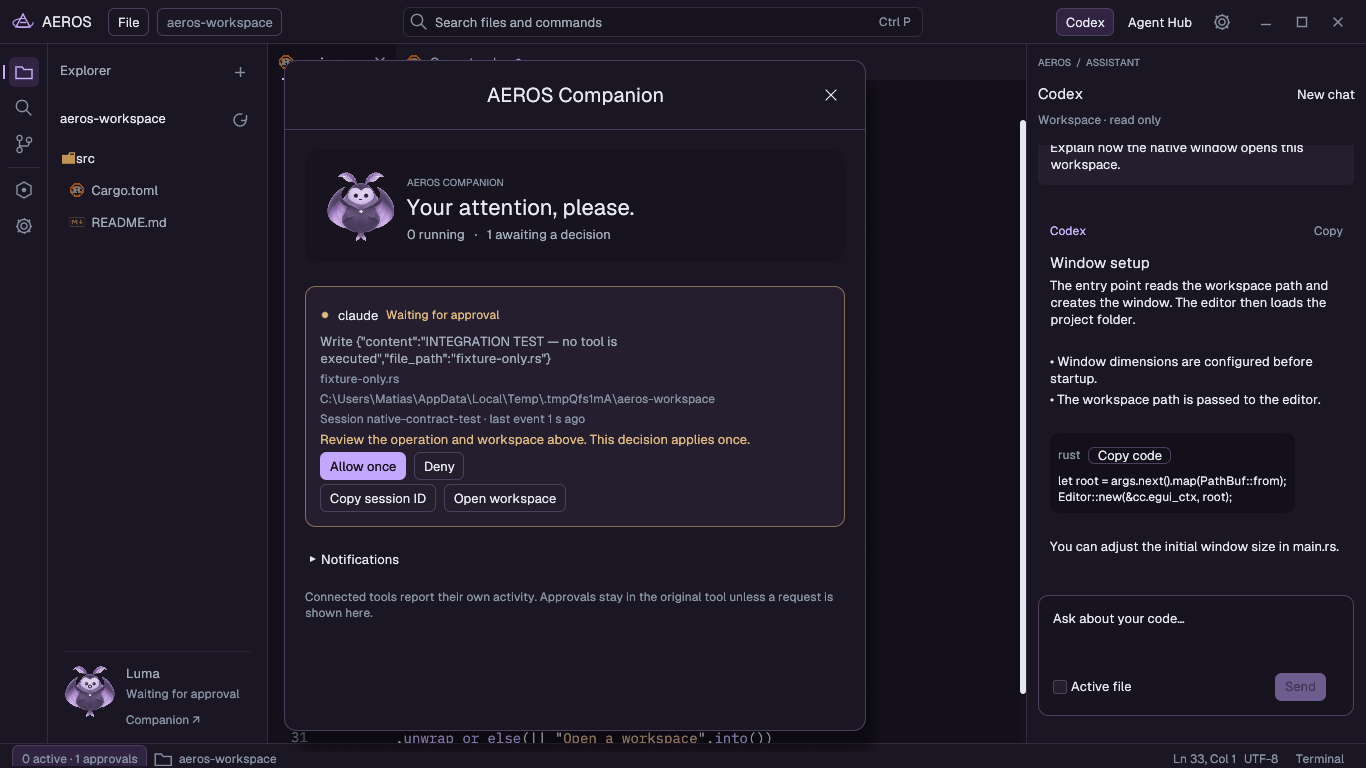 AEROS
File
aeros-workspace
Search files and commands
Ctrl P
Codex
Agent Hub
Explorer
aeros-workspace
src
Cargo.toml
README.md
Luma
Waiting for approval
Companion ↗
AEROS Companion
AEROS COMPANION
Your attention, please.
0 running · 1 awaiting a decision
claude Waiting for approval
Write {"content":"INTEGRATION TEST — no tool is
executed","file_path":"fixture-only.rs"}
fixture-only.rs
C:\Users\Matias\AppData\Local\Temp\.tmpQfs1mA\aeros-workspace
Session native-contract-test · last event 1 s ago
Review the operation and workspace above. This decision applies once.
Allow once
Deny
Copy session ID
Open workspace
Notifications
Connected tools report their own activity. Approvals stay in the original tool unless a request is
shown here.
31 .unwrap_or_else(|| "Open a workspace".into())
AEROS / ASSISTANT
Codex
New chat
Workspace · read only
Explain how the native window opens this
workspace.
Codex
Copy
Window setup
The entry point reads the workspace path and
creates the window. The editor then loads the
project folder.
• Window dimensions are configured before
startup.
• The workspace path is passed to the editor.
rust
Copy code
let root = args.next().map(PathBuf::from);
Editor::new(&cc.egui_ctx, root);
You can adjust the initial window size in main.rs.
Ask about your code…
Active file
Send
0 active · 1 approvals
aeros-workspace
Ln 33, Col 1 UTF-8 Terminal